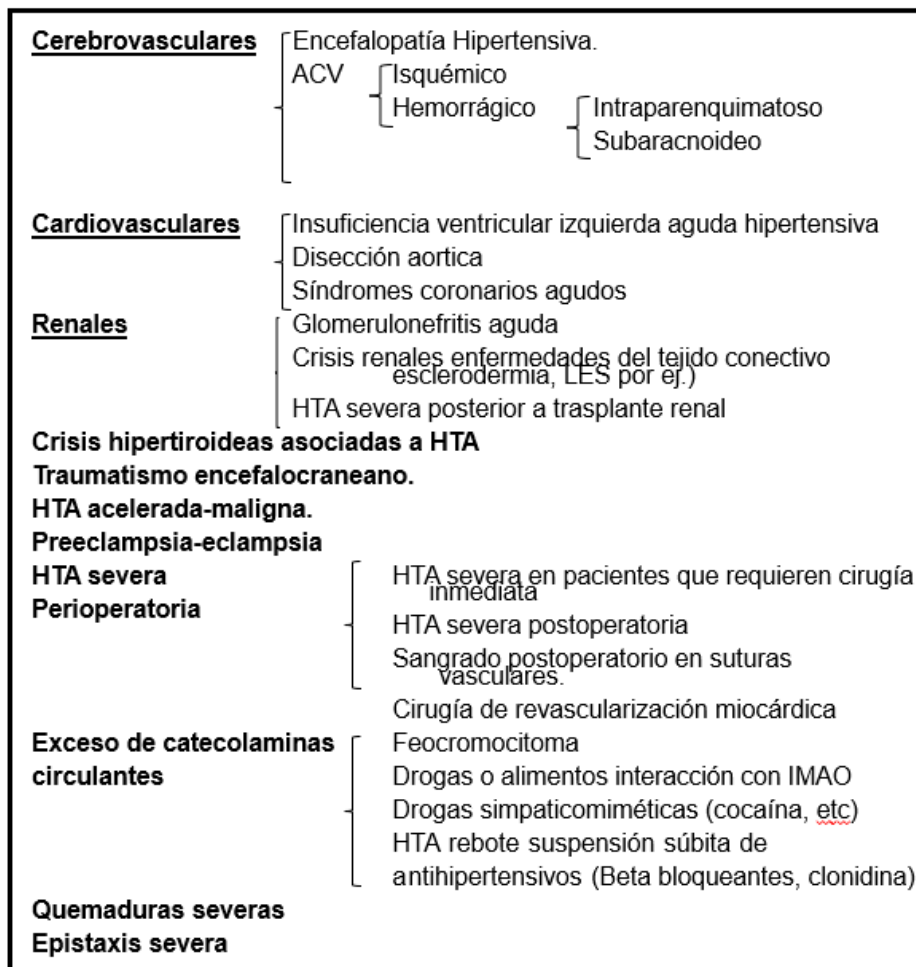 Cerebrovasculares Encefalopatía Hipertensiva.
ACV Isquémico
Hemorrágico Intraparenquimatoso
Subaracnoideo
Cardiovasculares Insuficiencia ventricular izquierda aguda hipertensiva
Disección aortica
Síndromes coronarios agudos
Renales Glomerulonefritis aguda
Crisis renales enfermedades del tejido conectivo
esclerodermia, LES por ej.)
HTA severa posterior a trasplante renal
Crisis hipertiroideas asociadas a HTA
Traumatismo encefalocraneano.
HTA acelerada-maligna.
Preeclampsia-eclampsia
HTA severa HTA severa en pacientes que requieren cirugía
inmediata
Perioperatoria
HTA severa postoperatoria
Sangrado postoperatorio en suturas
vasculares.
Cirugía de revascularización miocárdica
Exceso de catecolaminas Feocromocitoma
circulantes Drogas o alimentos interacción con IMAO
Drogas simpaticomiméticas (cocaína, etc)
HTA rebote suspensión súbita de
antihipertensivos (Beta bloqueantes, clonidina)
Quemaduras severas
Epistaxis severa